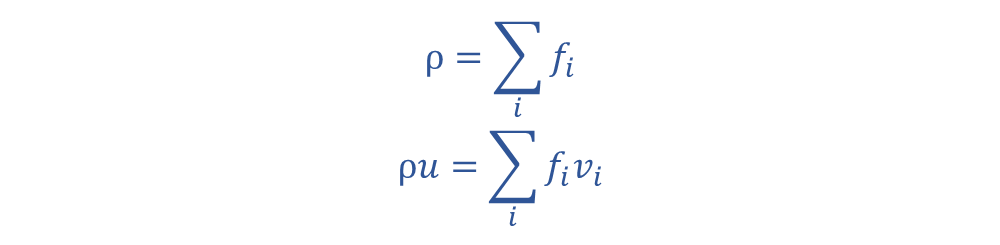 ρ = ∑_i f_i
ρu = ∑_i f_i v_i